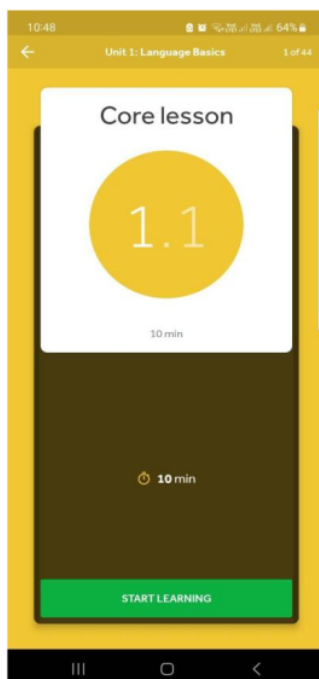 10:48 64%
Unit 1: Language Basics 1 of 44
Core lesson
1.1
10 min
10 min
START LEARNING